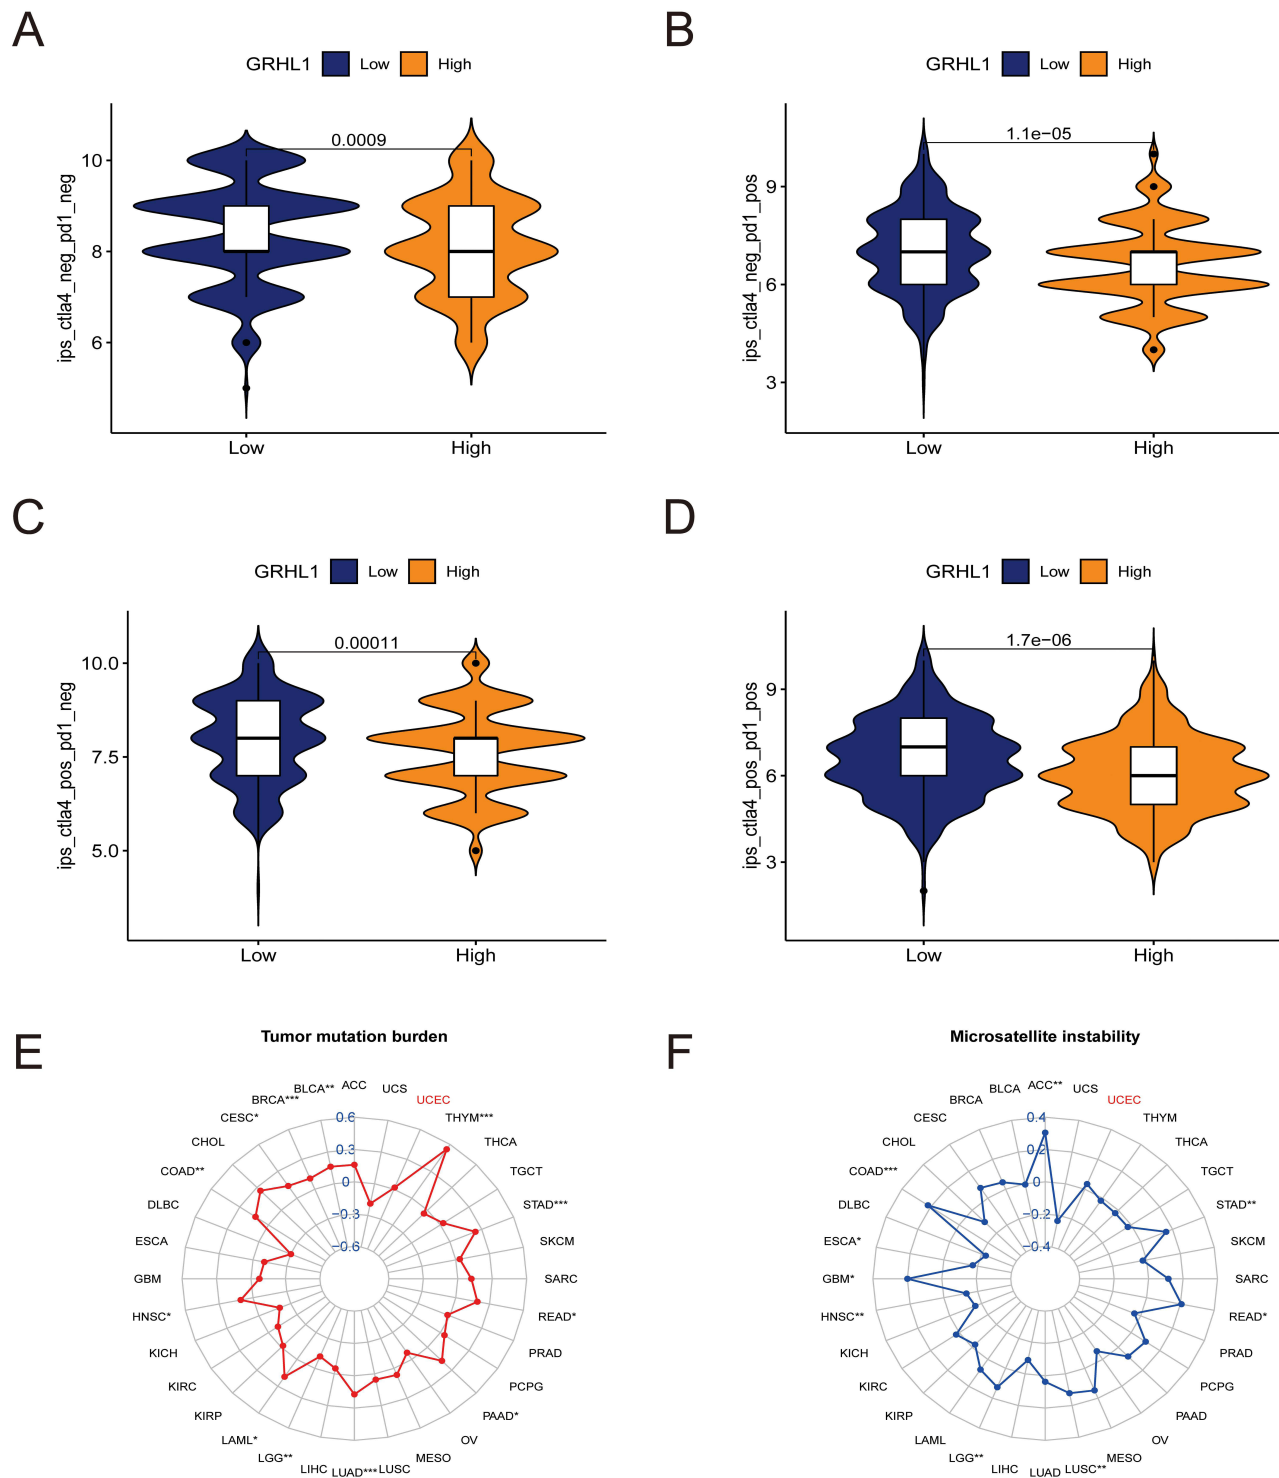 A
GRHL1 Low High
ips_ctla4_neg_pd1_neg
10
8
6
0.0009
Low High
B
GRHL1 Low High
ips_ctla4_neg_pd1_pos
9
6
3
1.1e−05
Low High
C
GRHL1 Low High
ips_ctla4_pos_pd1_neg
10.0
7.5
5.0
0.00011
Low High
D
GRHL1 Low High
ips_ctla4_pos_pd1_pos
9
6
3
1.7e−06
Low High
E
Tumor mutation burden
ACC
BLCA**
BRCA***
CESC*
CHOL
COAD**
DLBC
ESCA
GBM
HNSC*
KICH
KIRC
KIRP
LAML*
LGG**
LIHC
LUAD***
LUSC
MESO
OV
PAAD*
PCPG
PRAD
READ*
SARC
SKCM
STAD***
TGCT
THCA
THYM***
UCEC
UCS
0.6
0.3
0
−0.3
−0.6
F
Microsatellite instability
ACC**
BLCA
BRCA
CESC
CHOL
COAD***
DLBC
ESCA*
GBM*
HNSC**
KICH
KIRC
KIRP
LAML
LGG**
LIHC
LUAD
LUSC**
MESO
OV
PAAD
PCPG
PRAD
READ*
SARC
SKCM
STAD**
TGCT
THCA
THYM
UCEC
UCS
0.4
0.2
0
−0.2
−0.4